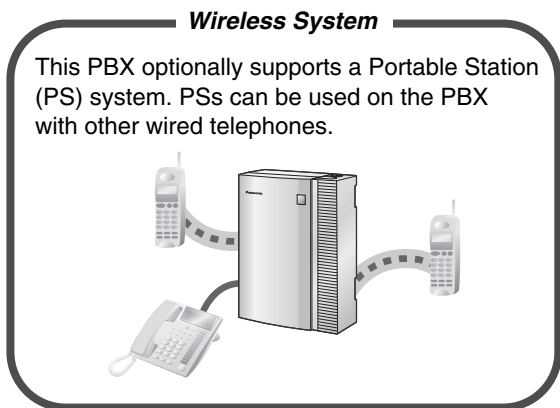 Wireless System
This PBX optionally supports a Portable Station
(PS) system. PSs can be used on the PBX
with other wired telephones.
Panasonic